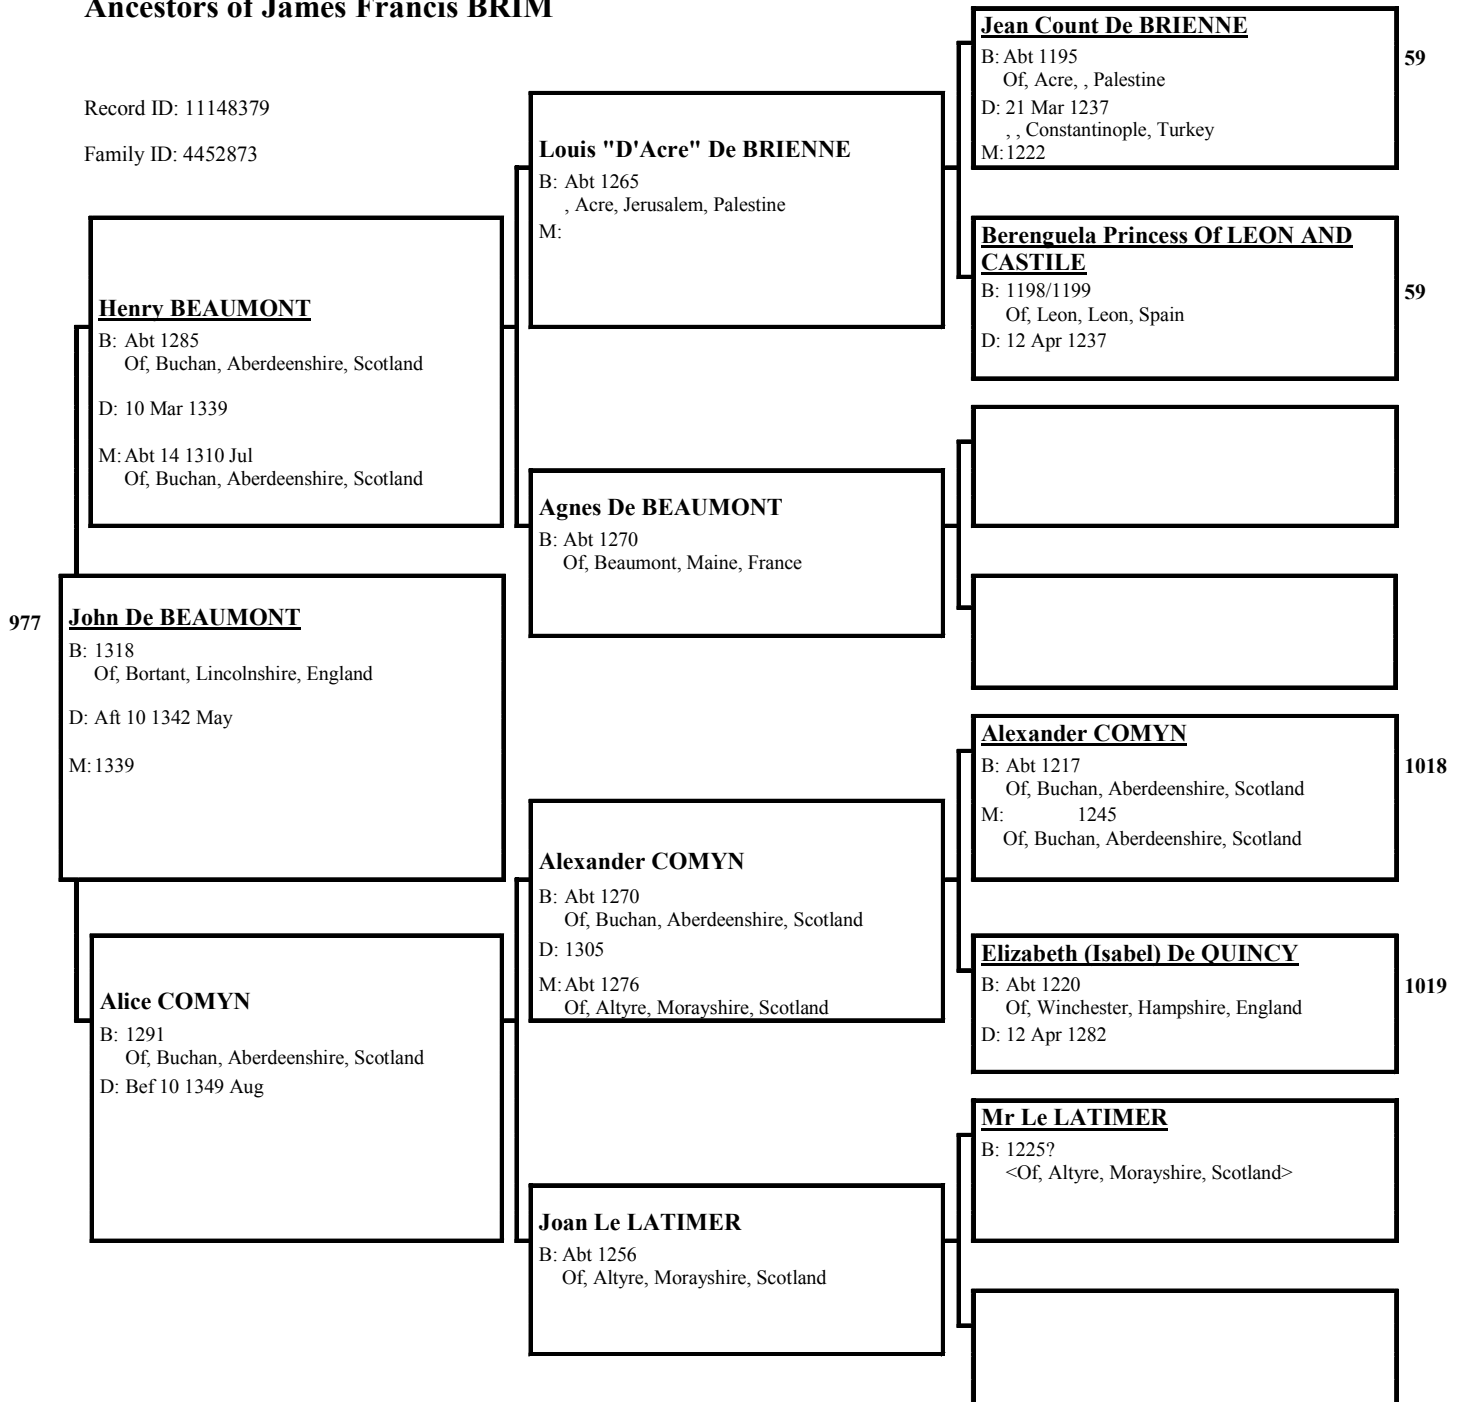 Ancestors of James Francis BRIM
Record ID: 11148379
Family ID: 4452873
977
John De BEAUMONT
B: 1318
Of, Bortant, Lincolnshire, England
D: Aft 10 1342 May
M: 1339
Henry BEAUMONT
B: Abt 1285
Of, Buchan, Aberdeenshire, Scotland
D: 10 Mar 1339
M: Abt 14 1310 Jul
Of, Buchan, Aberdeenshire, Scotland
Alice COMYN
B: 1291
Of, Buchan, Aberdeenshire, Scotland
D: Bef 10 1349 Aug
Louis "D'Acre" De BRIENNE
B: Abt 1265
, Acre, Jerusalem, Palestine
M:
Agnes De BEAUMONT
B: Abt 1270
Of, Beaumont, Maine, France
Alexander COMYN
B: Abt 1270
Of, Buchan, Aberdeenshire, Scotland
D: 1305
M: Abt 1276
Of, Altyre, Morayshire, Scotland
Joan Le LATIMER
B: Abt 1256
Of, Altyre, Morayshire, Scotland
Jean Count De BRIENNE
B: Abt 1195
Of, Acre, , Palestine
D: 21 Mar 1237
, , Constantinople, Turkey
M: 1222
59
Berenguela Princess Of LEON AND
CASTILE
B: 1198/1199
Of, Leon, Leon, Spain
D: 12 Apr 1237
59
Alexander COMYN
B: Abt 1217
Of, Buchan, Aberdeenshire, Scotland
M: 1245
Of, Buchan, Aberdeenshire, Scotland
1018
Elizabeth (Isabel) De QUINCY
B: Abt 1220
Of, Winchester, Hampshire, England
D: 12 Apr 1282
1019
Mr Le LATIMER
B: 1225?
<Of, Altyre, Morayshire, Scotland>